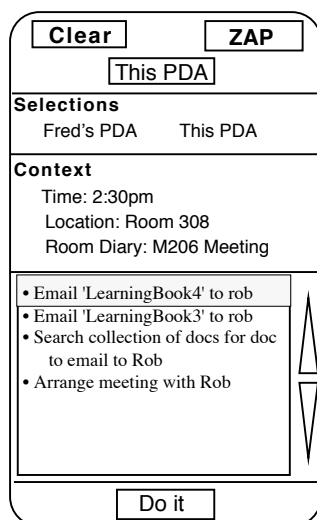 Clear ZAP
This PDA
Selections
Fred's PDA This PDA
Context
Time: 2:30pm
Location: Room 308
Room Diary: M206 Meeting
• Email 'LearningBook4' to rob
• Email 'LearningBook3' to rob
• Search collection of docs for doc
to email to Rob
• Arrange meeting with Rob
Do it